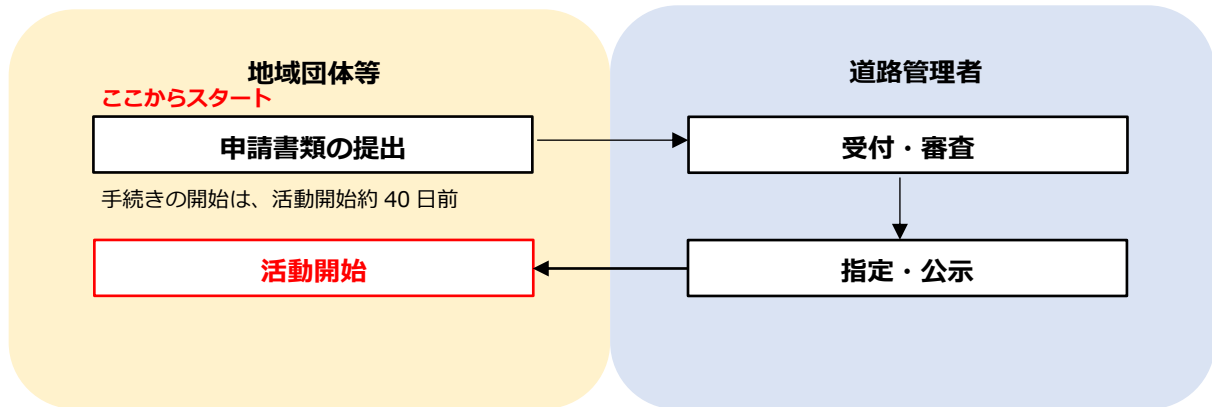 地域団体等
ここからスタート
申請書類の提出
手続きの開始は、活動開始約 40 日前
活動開始
道路管理者
受付・審査
指定・公示